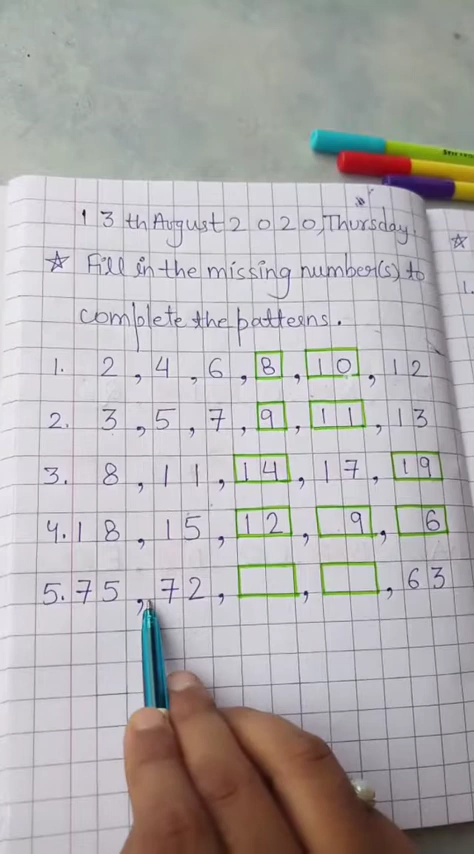 13th August 2020, Thursday.
☆ Fill in the missing number(s) to
complete the patterns.
1. 2, 4, 6, 8, 10, 12
2. 3, 5, 7, 9, 11, 13
3. 8, 11, 14, 17, 19
4. 18, 15, 12, 9, 6
5. 75, 72, , , 63
☆
1.